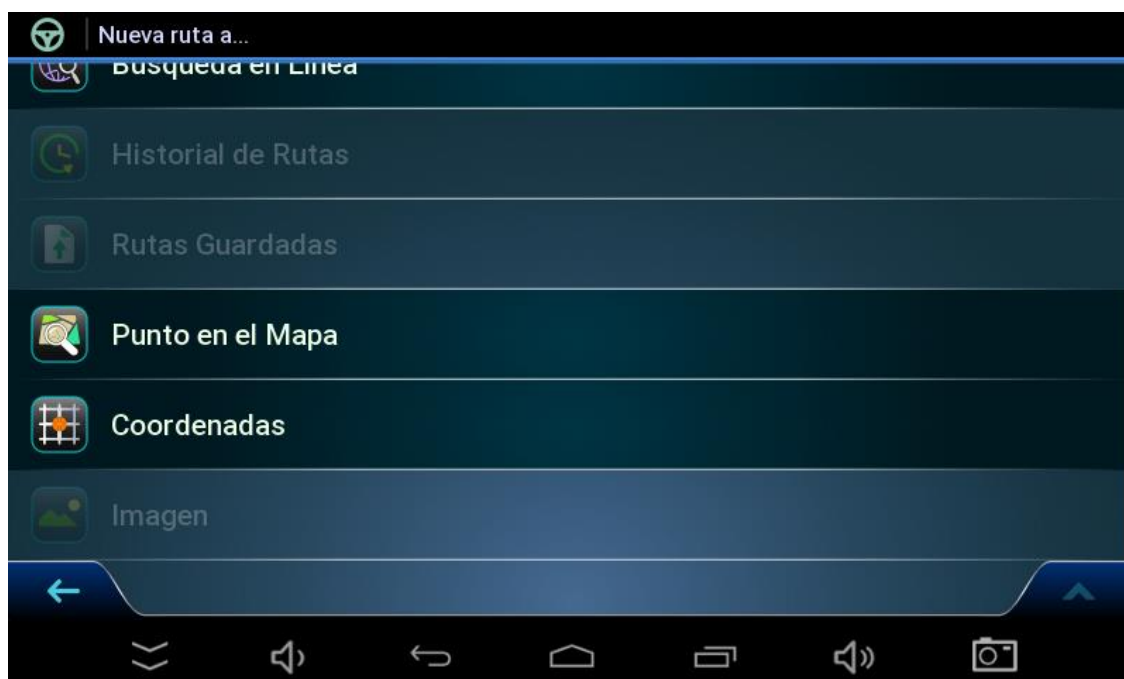 Nueva ruta a...
Búsqueda en Línea
Historial de Rutas
Rutas Guardadas
Punto en el Mapa
Coordenadas
Imagen